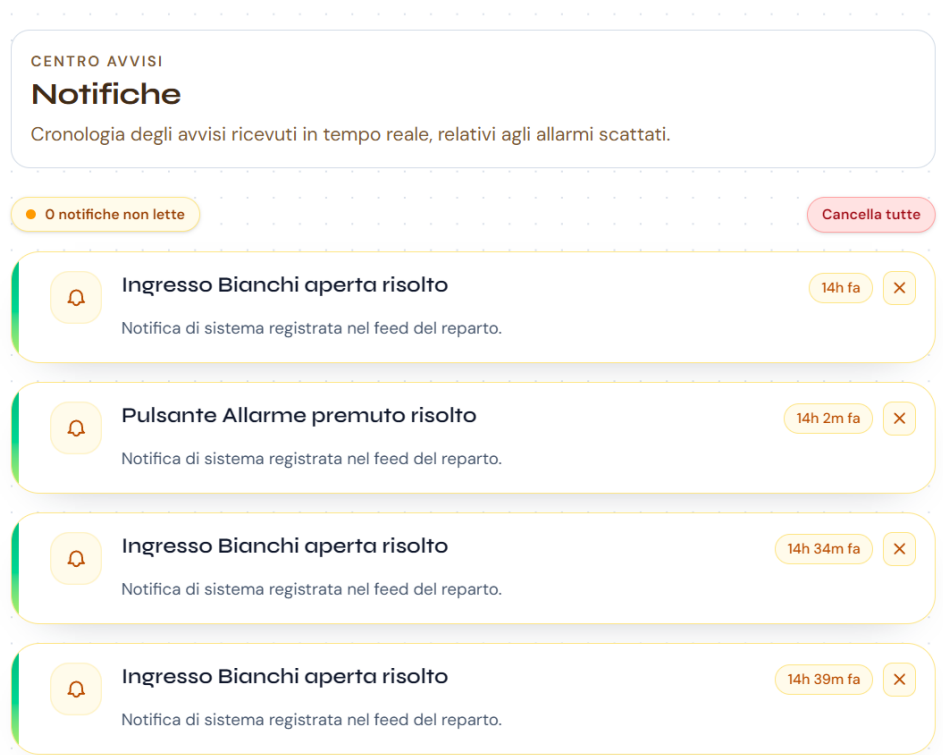 CENTRO AVVISI
Notifiche
Cronologia degli avvisi ricevuti in tempo reale, relativi agli allarmi scattati.
0 notifiche non lette
Cancella tutte
Ingresso Bianchi aperta risolto
14h fa
Notifica di sistema registrata nel feed del reparto.
Pulsante Allarme premuto risolto
14h 2m fa
Notifica di sistema registrata nel feed del reparto.
Ingresso Bianchi aperta risolto
14h 34m fa
Notifica di sistema registrata nel feed del reparto.
Ingresso Bianchi aperta risolto
14h 39m fa
Notifica di sistema registrata nel feed del reparto.